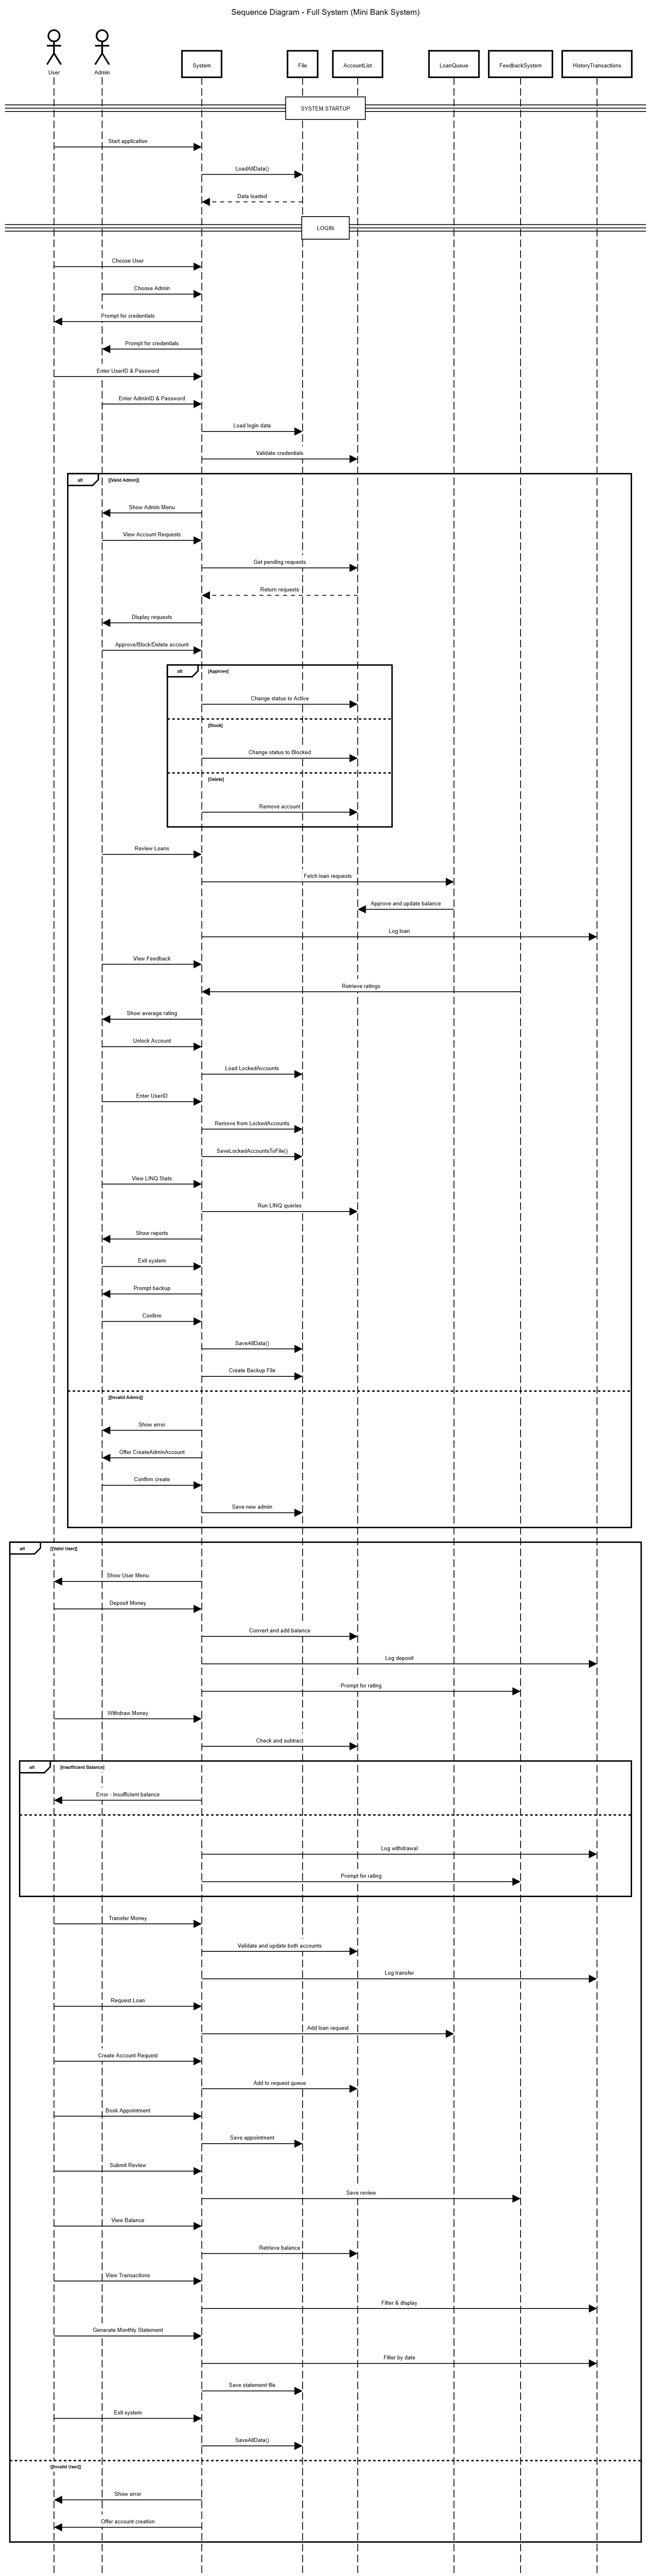 Sequence Diagram - Full System (Mini Bank System)
User
Admin
System
File
AccountList
LoanQueue
FeedbackSystem
HistoryTransactions
SYSTEM STARTUP
Start application
LoadAllData()
Data loaded
LOGIN
Choose User
Choose Admin
Prompt for credentials
Prompt for credentials
Enter UserID & Password
Enter AdminID & Password
Load login data
Validate credentials
alt
[[Valid Admin]]
Show Admin Menu
View Account Requests
Get pending requests
Return requests
Display requests
Approve/Block/Delete account
alt
[Approve]
Change status to Active
[Block]
Change status to Blocked
[Delete]
Remove account
Review Loans
Fetch loan requests
Approve and update balance
Log loan
View Feedback
Retrieve ratings
Show average rating
Unlock Account
Load LockedAccounts
Enter UserID
Remove from LockedAccounts
SaveLockedAccountsToFile()
View LINQ Stats
Run LINQ queries
Show reports
Exit system
Prompt backup
Confirm
SaveAllData()
Create Backup File
[[Invalid Admin]]
Show error
Offer CreateAdminAccount
Confirm create
Save new admin
alt
[[Valid User]]
Show User Menu
Deposit Money
Convert and add balance
Log deposit
Prompt for rating
Withdraw Money
Check and subtract
alt
[Insufficient Balance]
Error - insufficient balance
Log withdrawal
Prompt for rating
Transfer Money
Validate and update both accounts
Log transfer
Request Loan
Add loan request
Create Account Request
Add to request queue
Book Appointment
Save appointment
Submit Review
Save review
View Balance
Retrieve balance
View Transactions
Filter & display
Generate Monthly Statement
Filter by date
Save statement file
Exit system
SaveAllData()
[[Invalid User]]
Show error
Offer account creation